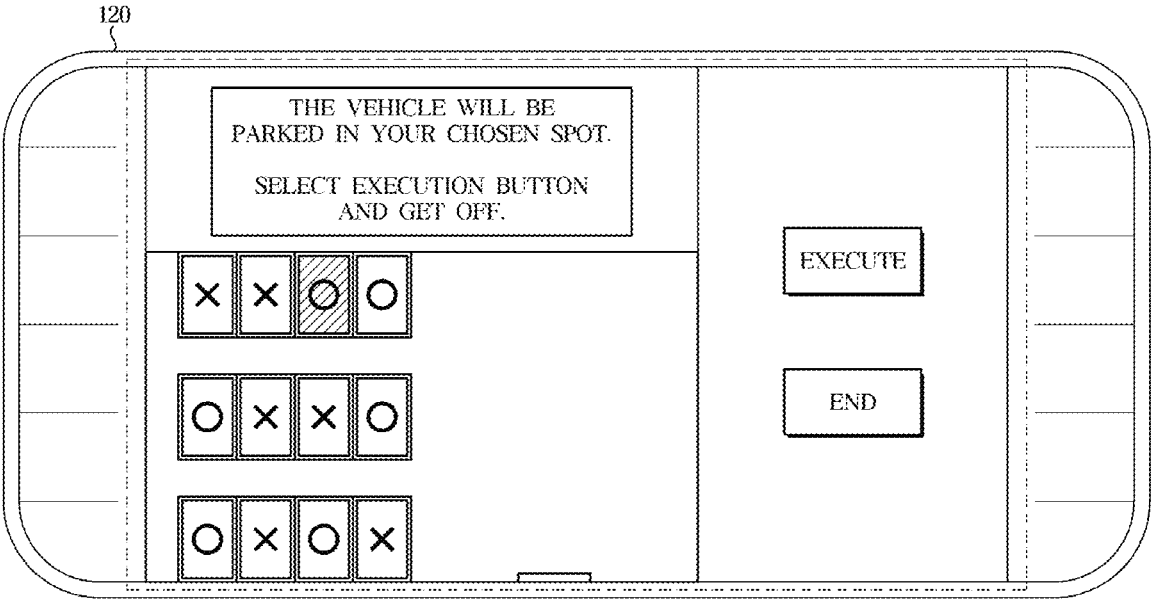 120
THE VEHICLE WILL BE
PARKED IN YOUR CHOSEN SPOT.
SELECT EXECUTION BUTTON
AND GET OFF.
EXECUTE
X X O O
END
O X X O
O X O X